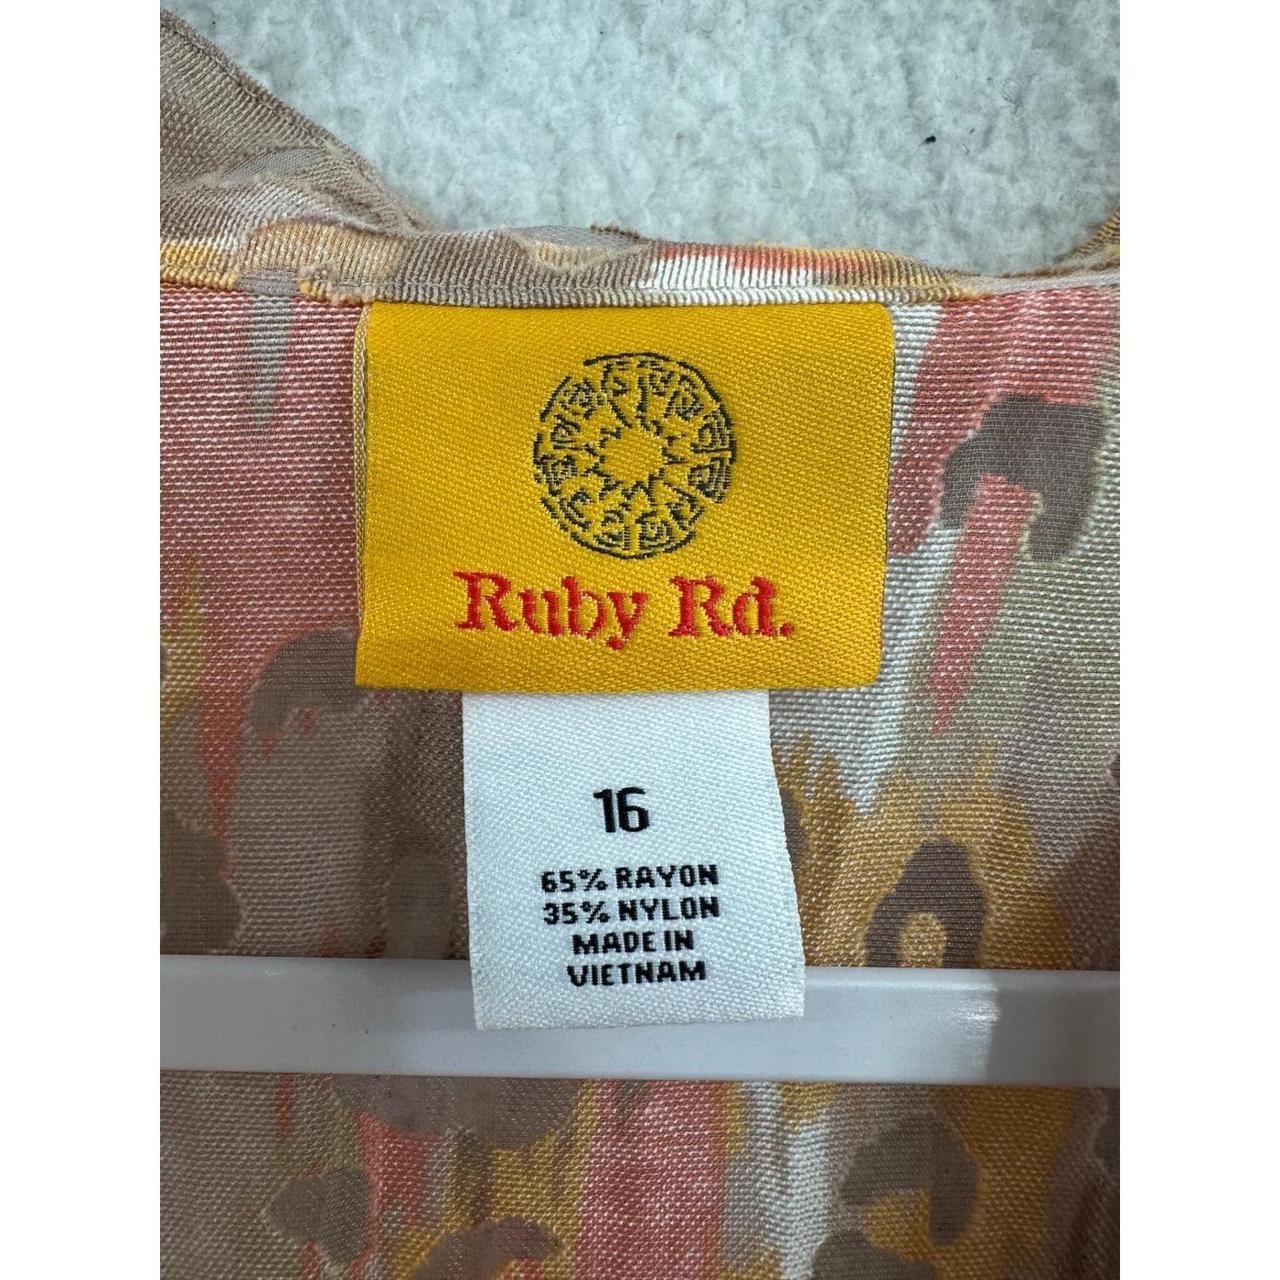 Ruby Rd.
16
65% RAYON
35% NYLON
MADE IN
VIETNAM